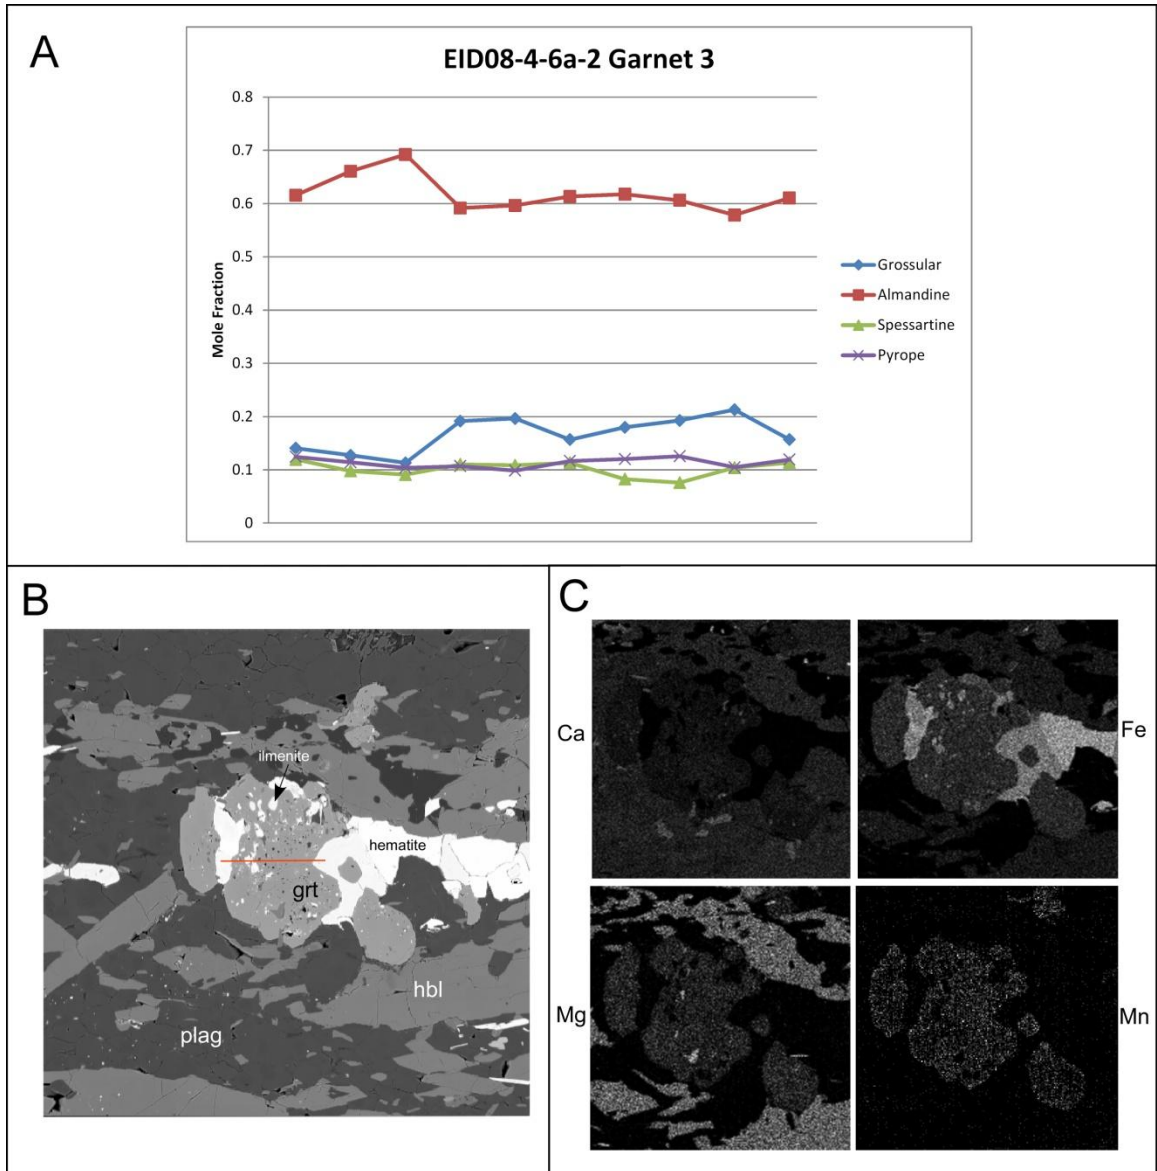 A
EID08-4-6a-2 Garnet 3
0.8
0.7
0.6
0.5
0.4
0.3
0.2
0.1
0
Mole Fraction
Grossular
Almandine
Spessartine
Pyrope
B
ilmenite
hematite
grt
hbl
plag
C
Ca
Fe
Mg
Mn